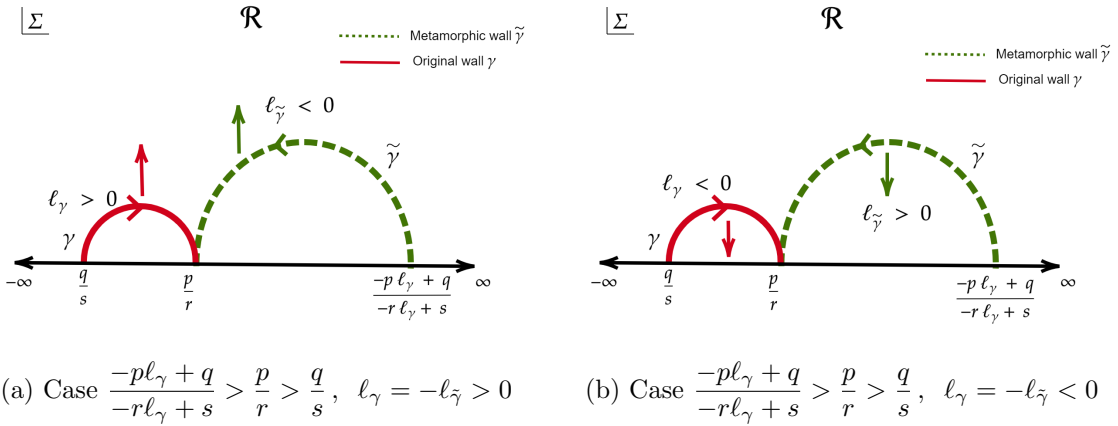 Σ
ℛ
Metamorphic wall γ̃
Original wall γ
ℓ_γ̃ < 0
γ̃
ℓ_γ > 0
γ
−∞
q/s
p/r
(−p ℓ_γ + q)/(−r ℓ_γ + s)
∞
(a) Case (−pℓ_γ + q)/(−rℓ_γ + s) > p/r > q/s , ℓ_γ = −ℓ_γ̃ > 0
Σ
ℛ
Metamorphic wall γ̃
Original wall γ
γ̃
ℓ_γ < 0
ℓ_γ̃ > 0
γ
−∞
q/s
p/r
(−p ℓ_γ + q)/(−r ℓ_γ + s)
∞
(b) Case (−pℓ_γ + q)/(−rℓ_γ + s) > p/r > q/s , ℓ_γ = −ℓ_γ̃ < 0